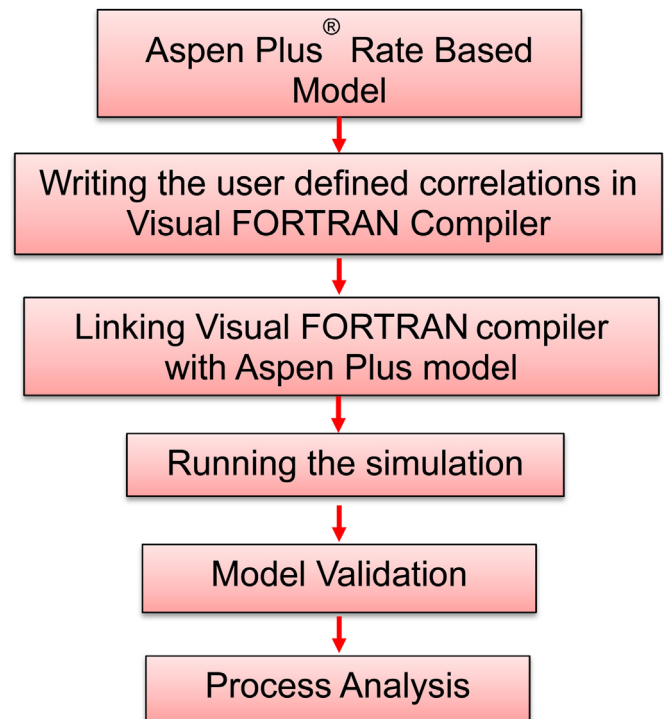 Aspen Plus® Rate Based
Model
Writing the user defined correlations in
Visual FORTRAN Compiler
Linking Visual FORTRAN compiler
with Aspen Plus model
Running the simulation
Model Validation
Process Analysis